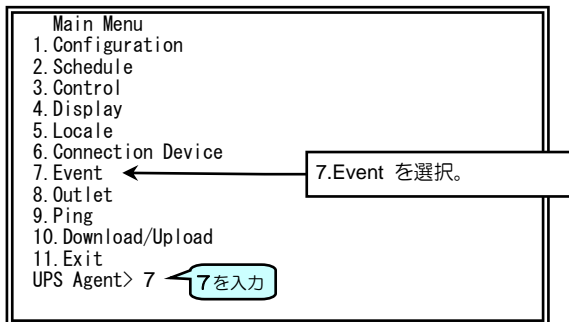 Main Menu
1. Configuration
2. Schedule
3. Control
4. Display
5. Locale
6. Connection Device
7. Event
7.Event を選択。
8. Outlet
9. Ping
10. Download/Upload
11. Exit
UPS Agent> 7
7を入力